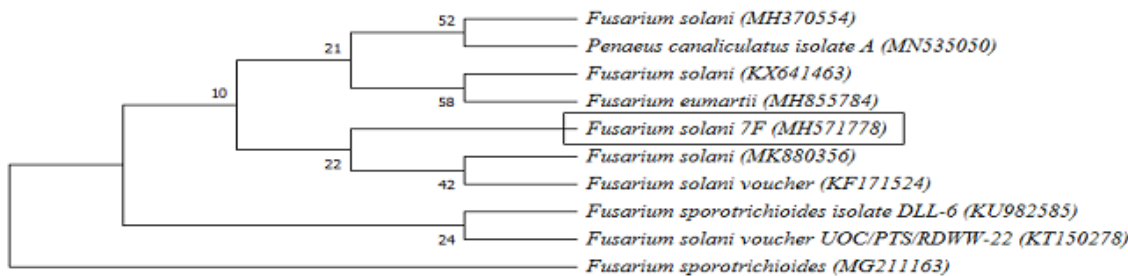 52
Fusarium solani (MH370554)
21
Penaeus canaliculatus isolate A (MN535050)
Fusarium solani (KX641463)
10
58
Fusarium eumartii (MH855784)
Fusarium solani 7F (MH571778)
22
Fusarium solani (MK880356)
42
Fusarium solani voucher (KF171524)
Fusarium sporotrichioides isolate DLL-6 (KU982585)
24
Fusarium solani voucher UOC/PTS/RDWW-22 (KT150278)
Fusarium sporotrichioides (MG211163)